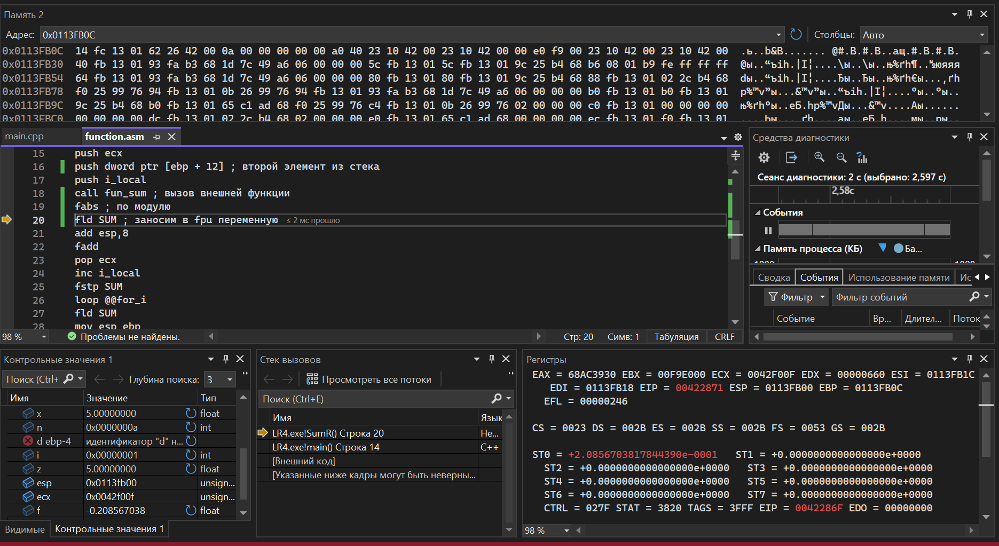 Память 2
Адрес: 0x0113FB0C Столбцы: Авто
0x0113FB0C 14 fc 13 01 62 26 42 00 0a 00 00 00 00 00 a0 40 23 10 42 00 23 10 42 00 00 e0 f9 00 23 10 42 00 23 10 42 00 .ь..b&B....... @#.B.#.B..ащ.#.B.#.B.
0x0113FB30 40 fb 13 01 93 fa b3 68 1d 7c 49 a6 06 00 00 00 5c fb 13 01 5c fb 13 01 9c 25 b4 68 b6 08 01 b9 fe ff ff ff @ы..“ъіh.|I¦....\ы..\ы..њ%ґh¶..№юяяя
0x0113FB54 64 fb 13 01 93 fa b3 68 1d 7c 49 a6 06 00 00 00 80 fb 13 01 80 fb 13 01 9c 25 b4 68 88 fb 13 01 02 2c b4 68 dы..“ъіh.|I¦....Ђы..Ђы..њ%ґh€ы...,ґh
0x0113FB78 f0 25 99 76 94 fb 13 01 0b 26 99 76 94 fb 13 01 93 fa b3 68 1d 7c 49 a6 06 00 00 00 b0 fb 13 01 b0 fb 13 01 р%™v”ы...&™v”ы..“ъіh.|I¦....°ы..°ы..
0x0113FB9C 9c 25 b4 68 b0 fb 13 01 65 c1 ad 68 f0 25 99 76 c4 fb 13 01 0b 26 99 76 02 00 00 00 c0 fb 13 01 00 00 00 00 њ%ґh°ы..eБ.hр%™vДы...&™v....Аы......
0x0113FBC0 00 00 00 00 dc fb 13 01 02 2c b4 68 02 00 00 00 e0 fb 13 01 65 c1 ad 68 00 00 00 00 ec fb 13 01 f0 fb 13 01 ....Ьы...,ґh....аы..eБ.h....мы..ры..
main.cpp function.asm
15 push ecx
16 push dword ptr [ebp + 12] ; второй элемент из стека
17 push i_local
18 call fun_sum ; вызов внешней функции
19 fabs ; по модулю
20 fld SUM ; заносим в fpu переменную ≤ 2 мс прошло
21 add esp,8
22 fadd
23 pop ecx
24 inc i_local
25 fstp SUM
26 loop @@for_i
27 fld SUM
28 mov esp,ebp
98 % Проблемы не найдены. Стр: 20 Симв: 1 Табуляция CRLF
Средства диагностики
Сеанс диагностики: 2 с (выбрано: 2,597 с)
2,58с
События
Память процесса (КБ) Ба...
Сводка События Использование памяти Ис
Фильтр Фильтр событий
Событие Вр... Длител... Поток
Контрольные значения 1
Поиск (Ctrl+ Глубина поиска: 3
Имя Значение Тип
x 5.00000000 float
n 0x0000000a int
d ebp-4 идентификатор "d" н...
i 0x00000001 int
z 5.00000000 float
esp 0x0113fb00 unsign...
ecx 0x0042f00f unsign...
f -0.208567038 float
Видимые Контрольные значения 1
Стек вызовов
Просмотреть все потоки
Поиск (Ctrl+E)
Имя Язык
LR4.exe!SumR() Строка 20 Не...
LR4.exe!main() Строка 14 C++
[Внешний код]
[Указанные ниже кадры могут быть неверны...
Регистры
EAX = 68AC3930 EBX = 00F9E000 ECX = 0042F00F EDX = 00000660 ESI = 0113FB1C
EDI = 0113FB18 EIP = 00422871 ESP = 0113FB00 EBP = 0113FB0C
EFL = 00000246
CS = 0023 DS = 002B ES = 002B SS = 002B FS = 0053 GS = 002B
ST0 = +2.0856703817844390e-0001 ST1 = +0.0000000000000000e+0000
ST2 = +0.0000000000000000e+0000 ST3 = +0.0000000000000000e+0000
ST4 = +0.0000000000000000e+0000 ST5 = +0.0000000000000000e+0000
ST6 = +0.0000000000000000e+0000 ST7 = +0.0000000000000000e+0000
CTRL = 027F STAT = 3820 TAGS = 3FFF EIP = 0042286F EDO = 00000000
98 %